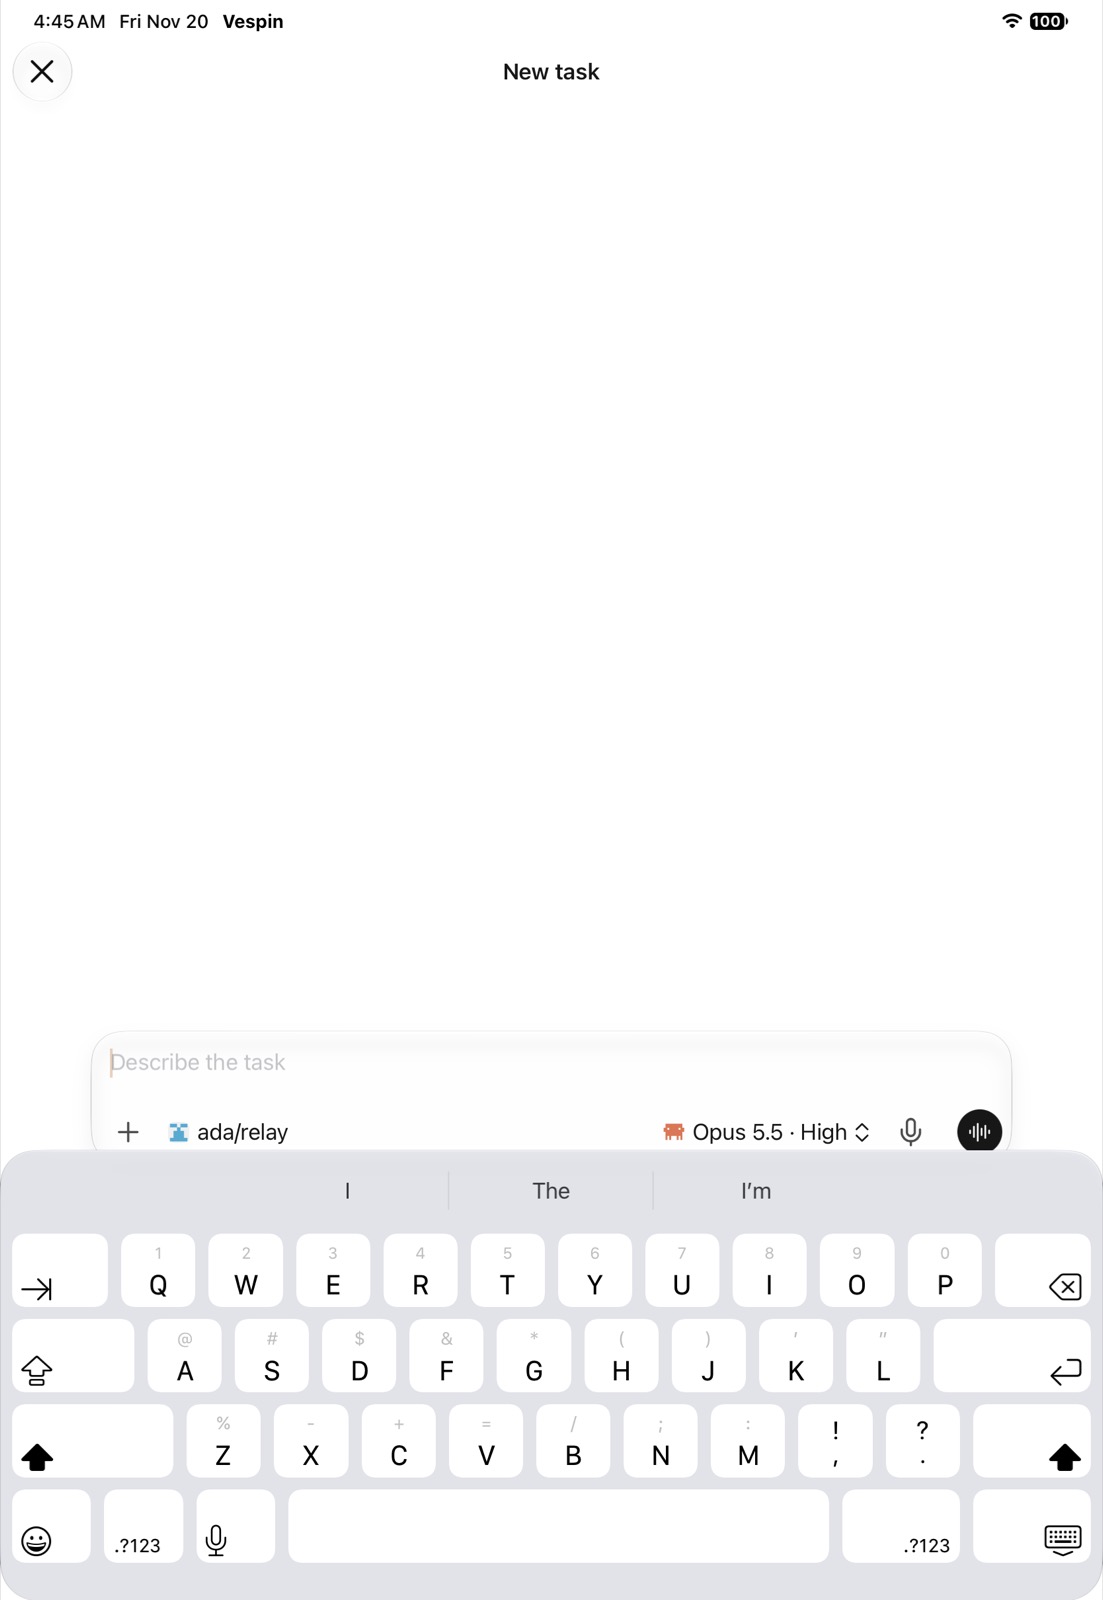 4:45 AM Fri Nov 20 Vespin 100
New task
Describe the task
ada/relay Opus 5.5 · High
I The I'm
1 2 3 4 5 6 7 8 9 0
Q W E R T Y U I O P
@ # $ & * ( ) ' "
A S D F G H J K L
% - + = / ; : ! ?
Z X C V B N M , .
.?123 .?123